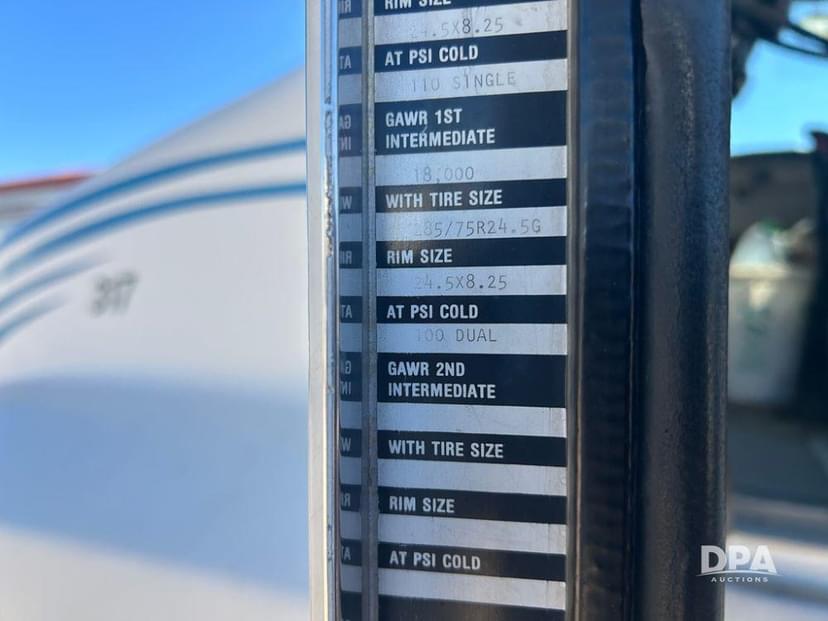 RIM SIZE
24.5X8.25
AT PSI COLD
110 SINGLE
GAWR 1ST
INTERMEDIATE
18,000
WITH TIRE SIZE
285/75R24.5G
RIM SIZE
24.5X8.25
AT PSI COLD
100 DUAL
GAWR 2ND
INTERMEDIATE
WITH TIRE SIZE
RIM SIZE
AT PSI COLD
317
DPA
AUCTIONS